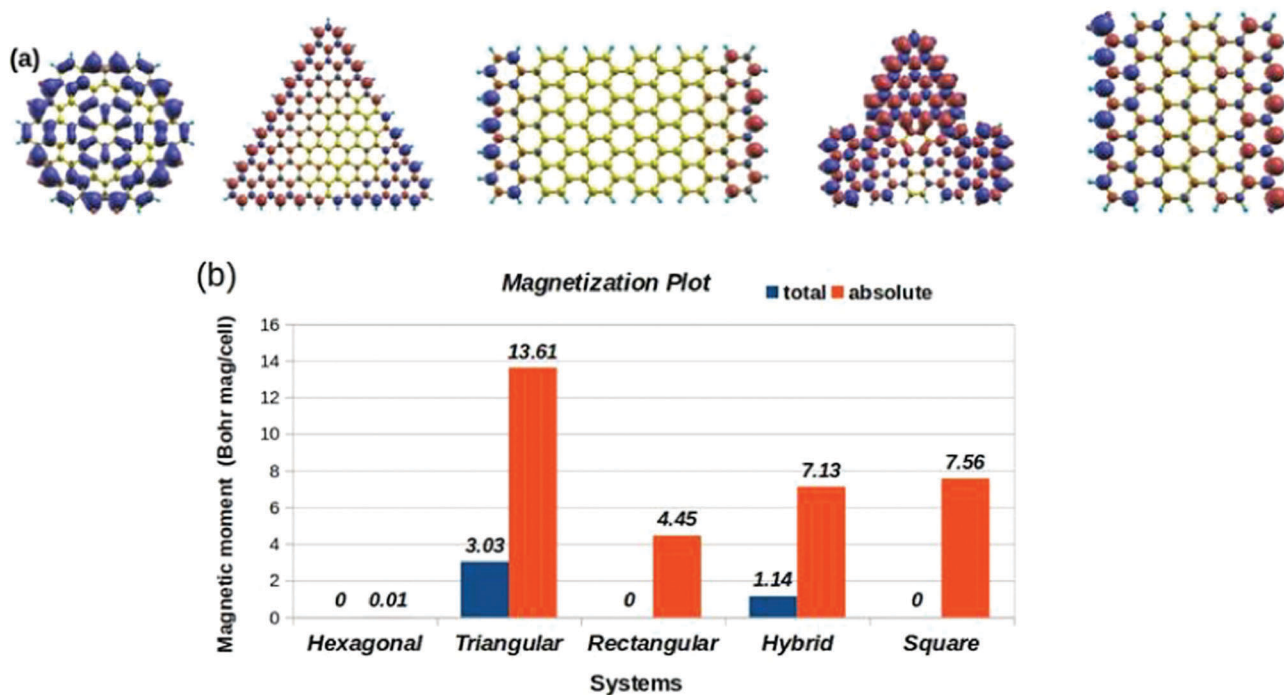 (a)
(b)
Magnetization Plot
total absolute
Magnetic moment (Bohr mag/cell)
16
14
12
10
8
6
4
2
0
0 0.01
3.03 13.61
0 4.45
1.14 7.13
0 7.56
Hexagonal Triangular Rectangular Hybrid Square
Systems